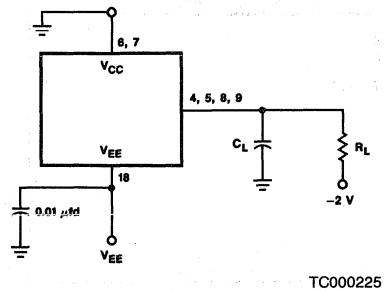 6, 7
VCC
4, 5, 8, 9
CL
RL
-2 V
VEE
18
0.01 µfd
VEE
TC000225